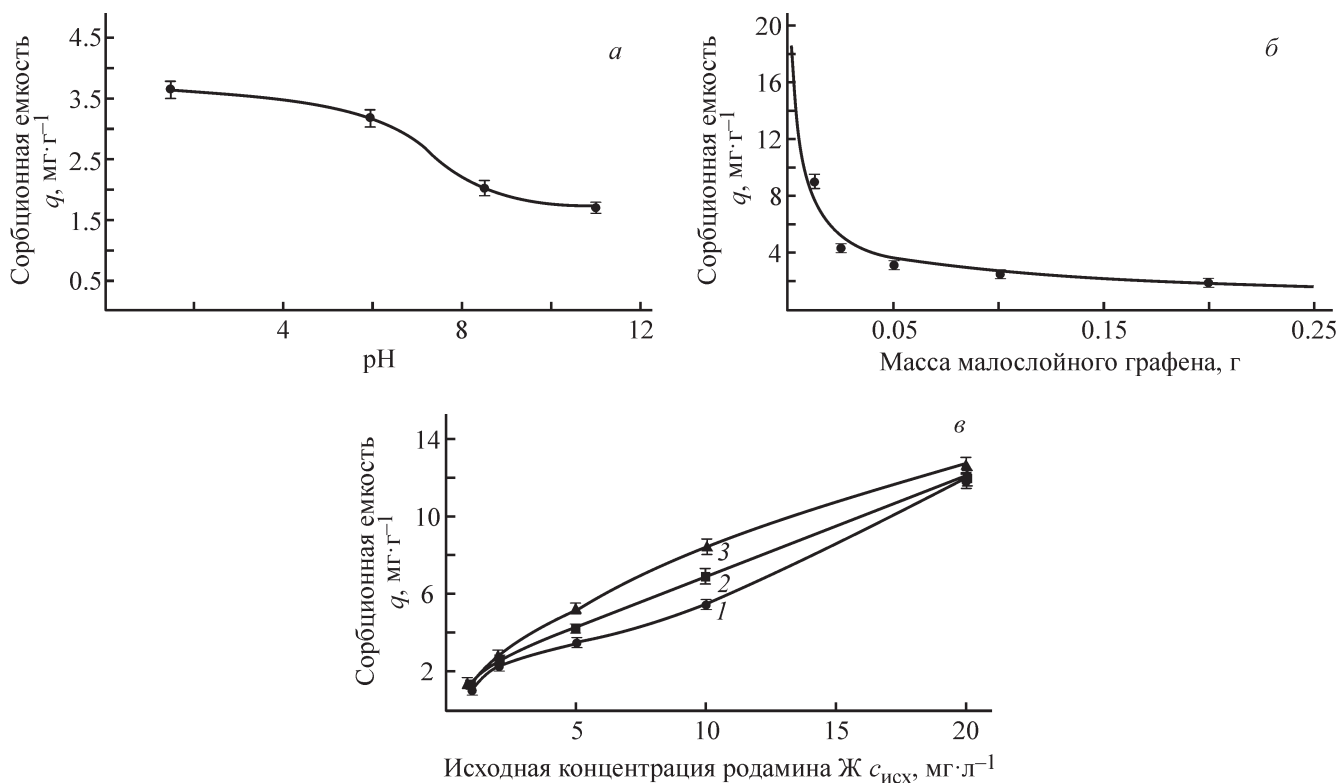 Сорбционная емкость
q, мг·г⁻¹
4.5
3.5
2.5
1.5
0.5
а
4
8
12
pH
Сорбционная емкость
q, мг·г⁻¹
20
16
12
8
4
б
0.05
0.15
0.25
Масса малослойного графена, г
Сорбционная емкость
q, мг·г⁻¹
14
10
6
2
в
3
2
1
5
10
15
20
Исходная концентрация родамина Ж cисх, мг·л⁻¹